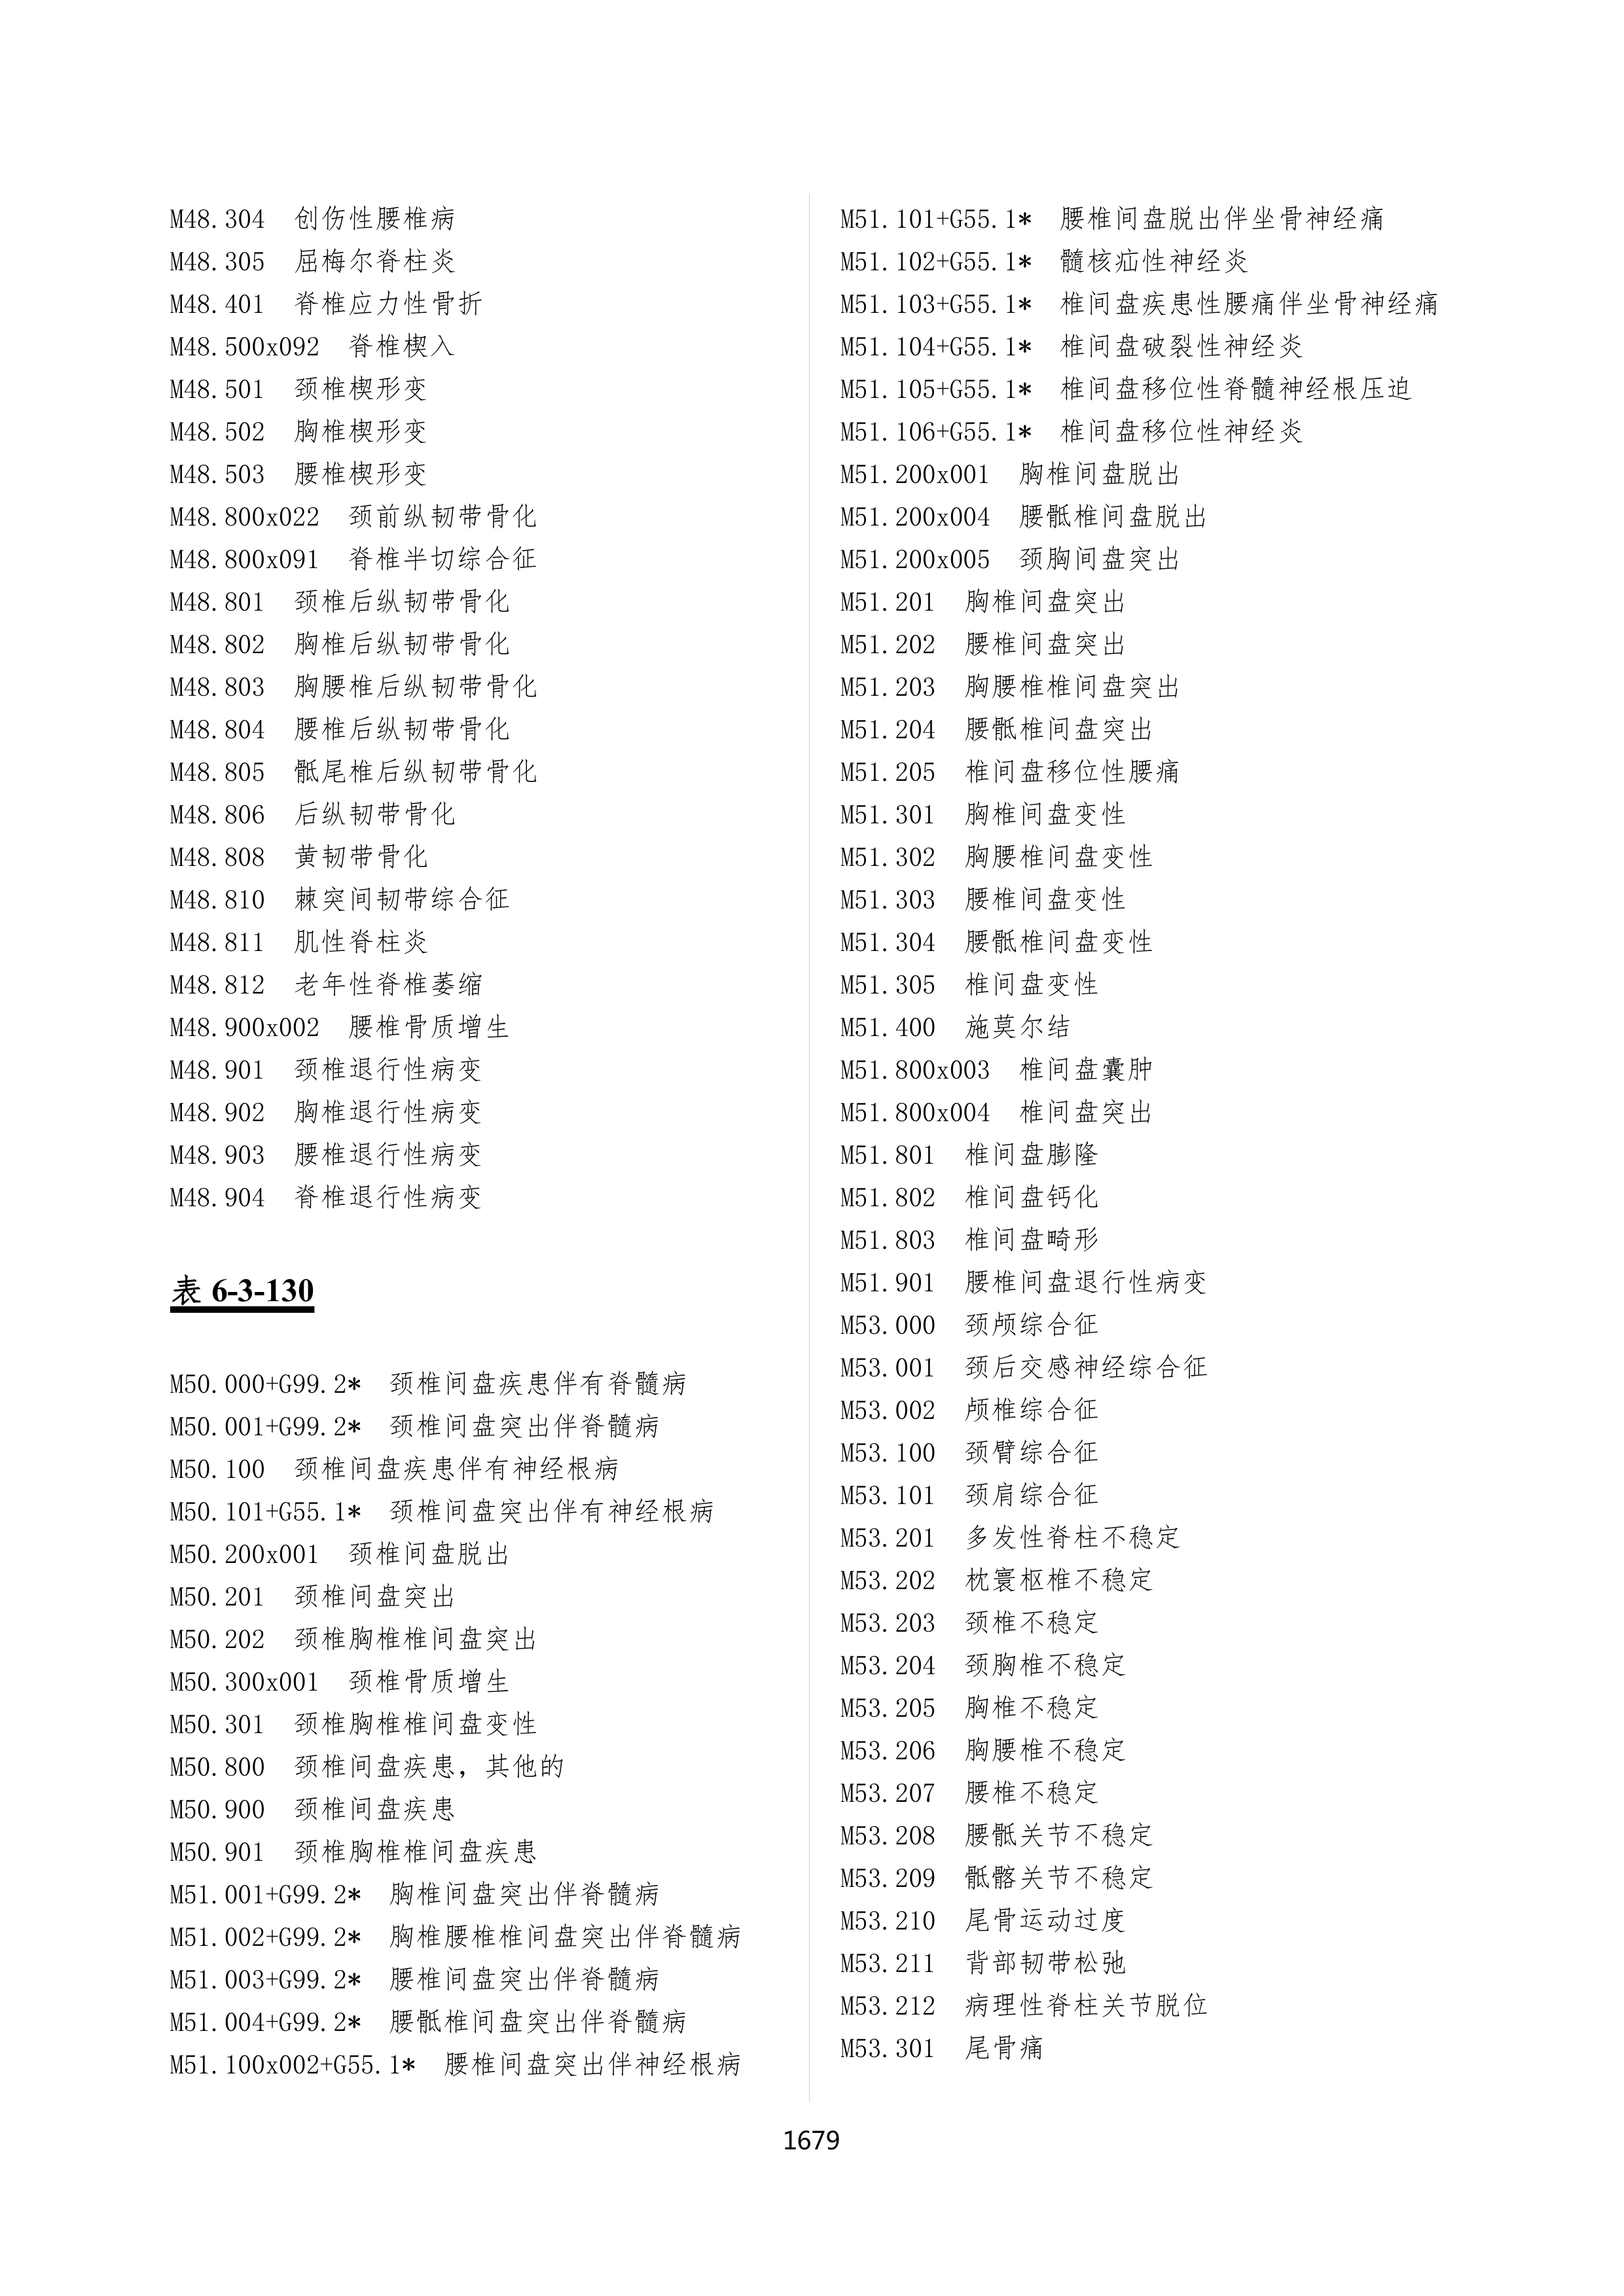 M48.304 创伤性腰椎病
M48.305 屈梅尔脊柱炎
M48.401 脊椎应力性骨折
M48.500x092 脊椎楔入
M48.501 颈椎楔形变
M48.502 胸椎楔形变
M48.503 腰椎楔形变
M48.800x022 颈前纵韧带骨化
M48.800x091 脊椎半切综合征
M48.801 颈椎后纵韧带骨化
M48.802 胸椎后纵韧带骨化
M48.803 胸腰椎后纵韧带骨化
M48.804 腰椎后纵韧带骨化
M48.805 骶尾椎后纵韧带骨化
M48.806 后纵韧带骨化
M48.808 黄韧带骨化
M48.810 棘突间韧带综合征
M48.811 肌性脊柱炎
M48.812 老年性脊椎萎缩
M48.900x002 腰椎骨质增生
M48.901 颈椎退行性病变
M48.902 胸椎退行性病变
M48.903 腰椎退行性病变
M48.904 脊椎退行性病变
表 6-3-130
M50.000+G99.2* 颈椎间盘疾患伴有脊髓病
M50.001+G99.2* 颈椎间盘突出伴脊髓病
M50.100 颈椎间盘疾患伴有神经根病
M50.101+G55.1* 颈椎间盘突出伴有神经根病
M50.200x001 颈椎间盘脱出
M50.201 颈椎间盘突出
M50.202 颈椎胸椎椎间盘突出
M50.300x001 颈椎骨质增生
M50.301 颈椎胸椎椎间盘变性
M50.800 颈椎间盘疾患，其他的
M50.900 颈椎间盘疾患
M50.901 颈椎胸椎椎间盘疾患
M51.001+G99.2* 胸椎间盘突出伴脊髓病
M51.002+G99.2* 胸椎腰椎椎间盘突出伴脊髓病
M51.003+G99.2* 腰椎间盘突出伴脊髓病
M51.004+G99.2* 腰骶椎间盘突出伴脊髓病
M51.100x002+G55.1* 腰椎间盘突出伴神经根病
M51.101+G55.1* 腰椎间盘脱出伴坐骨神经痛
M51.102+G55.1* 髓核疝性神经炎
M51.103+G55.1* 椎间盘疾患性腰痛伴坐骨神经痛
M51.104+G55.1* 椎间盘破裂性神经炎
M51.105+G55.1* 椎间盘移位性脊髓神经根压迫
M51.106+G55.1* 椎间盘移位性神经炎
M51.200x001 胸椎间盘脱出
M51.200x004 腰骶椎间盘脱出
M51.200x005 颈胸间盘突出
M51.201 胸椎间盘突出
M51.202 腰椎间盘突出
M51.203 胸腰椎椎间盘突出
M51.204 腰骶椎间盘突出
M51.205 椎间盘移位性腰痛
M51.301 胸椎间盘变性
M51.302 胸腰椎间盘变性
M51.303 腰椎间盘变性
M51.304 腰骶椎间盘变性
M51.305 椎间盘变性
M51.400 施莫尔结
M51.800x003 椎间盘囊肿
M51.800x004 椎间盘突出
M51.801 椎间盘膨隆
M51.802 椎间盘钙化
M51.803 椎间盘畸形
M51.901 腰椎间盘退行性病变
M53.000 颈颅综合征
M53.001 颈后交感神经综合征
M53.002 颅椎综合征
M53.100 颈臂综合征
M53.101 颈肩综合征
M53.201 多发性脊柱不稳定
M53.202 枕寰枢椎不稳定
M53.203 颈椎不稳定
M53.204 颈胸椎不稳定
M53.205 胸椎不稳定
M53.206 胸腰椎不稳定
M53.207 腰椎不稳定
M53.208 腰骶关节不稳定
M53.209 骶髂关节不稳定
M53.210 尾骨运动过度
M53.211 背部韧带松弛
M53.212 病理性脊柱关节脱位
M53.301 尾骨痛
1679